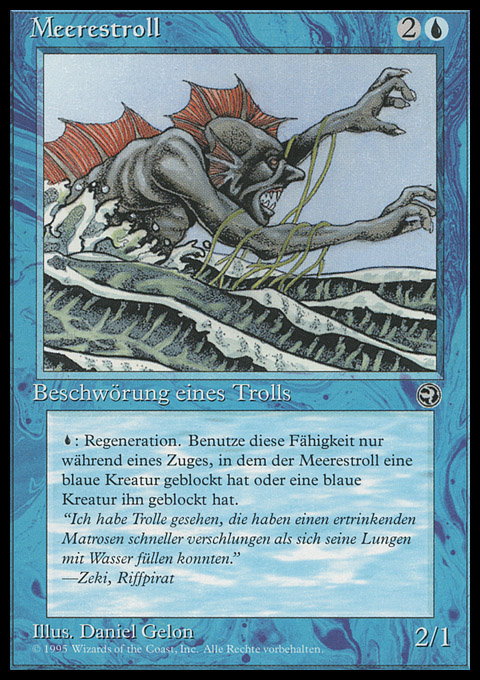 Meerestroll 2
Beschwörung eines Trolls
: Regeneration. Benutze diese Fähigkeit nur
während eines Zuges, in dem der Meerestroll eine
blaue Kreatur geblockt hat oder eine blaue
Kreatur ihn geblockt hat.
“Ich habe Trolle gesehen, die haben einen ertrinkenden
Matrosen schneller verschlungen als sich seine Lungen
mit Wasser füllen konnten.”
—Zeki, Riffpirat
Illus. Daniel Gelon
2/1
© 1995 Wizards of the Coast, Inc. Alle Rechte vorbehalten.